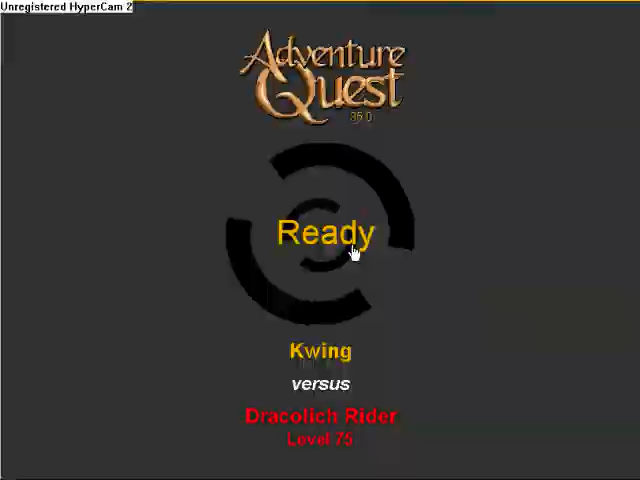 Unregistered HyperCam 2
Adventure
Quest
Ready
Kwing
versus
Dracolich Rider
Level 75